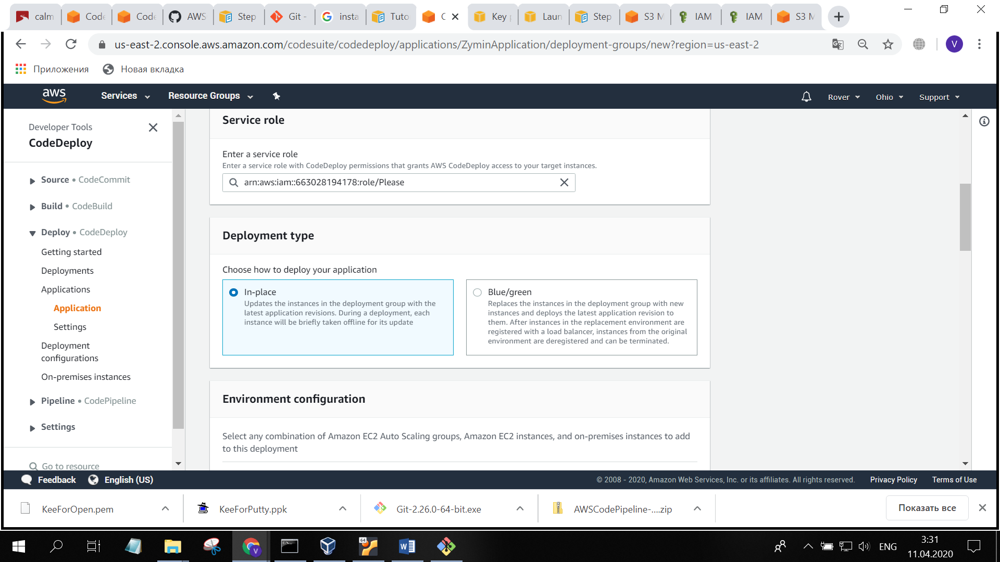 calm
Code
Code
AWS
Step
Git -
insta
Tuto
C
Key
Laun
Step
S3 M
IAM
IAM
S3 M
us-east-2.console.aws.amazon.com/codesuite/codedeploy/applications/ZyminApplication/deployment-groups/new?region=us-east-2
V
Приложения
Новая вкладка
aws
Services
Resource Groups
Rover
Ohio
Support
Developer Tools
CodeDeploy
Source • CodeCommit
Build • CodeBuild
Deploy • CodeDeploy
Getting started
Deployments
Applications
Application
Settings
Deployment
configurations
On-premises instances
Pipeline • CodePipeline
Settings
Go to resource
Service role
Enter a service role
Enter a service role with CodeDeploy permissions that grants AWS CodeDeploy access to your target instances.
arn:aws:iam::663028194178:role/Please
Deployment type
Choose how to deploy your application
In-place
Updates the instances in the deployment group with the
latest application revisions. During a deployment, each
instance will be briefly taken offline for its update
Blue/green
Replaces the instances in the deployment group with new
instances and deploys the latest application revision to
them. After instances in the replacement environment are
registered with a load balancer, instances from the original
environment are deregistered and can be terminated.
Environment configuration
Select any combination of Amazon EC2 Auto Scaling groups, Amazon EC2 instances, and on-premises instances to add
to this deployment
Feedback
English (US)
© 2008 - 2020, Amazon Web Services, Inc. or its affiliates. All rights reserved.
Privacy Policy
Terms of Use
KeeForOpen.pem
KeeForPutty.ppk
Git-2.26.0-64-bit.exe
AWSCodePipeline-....zip
Показать все
V
64
ENG
3:31
11.04.2020